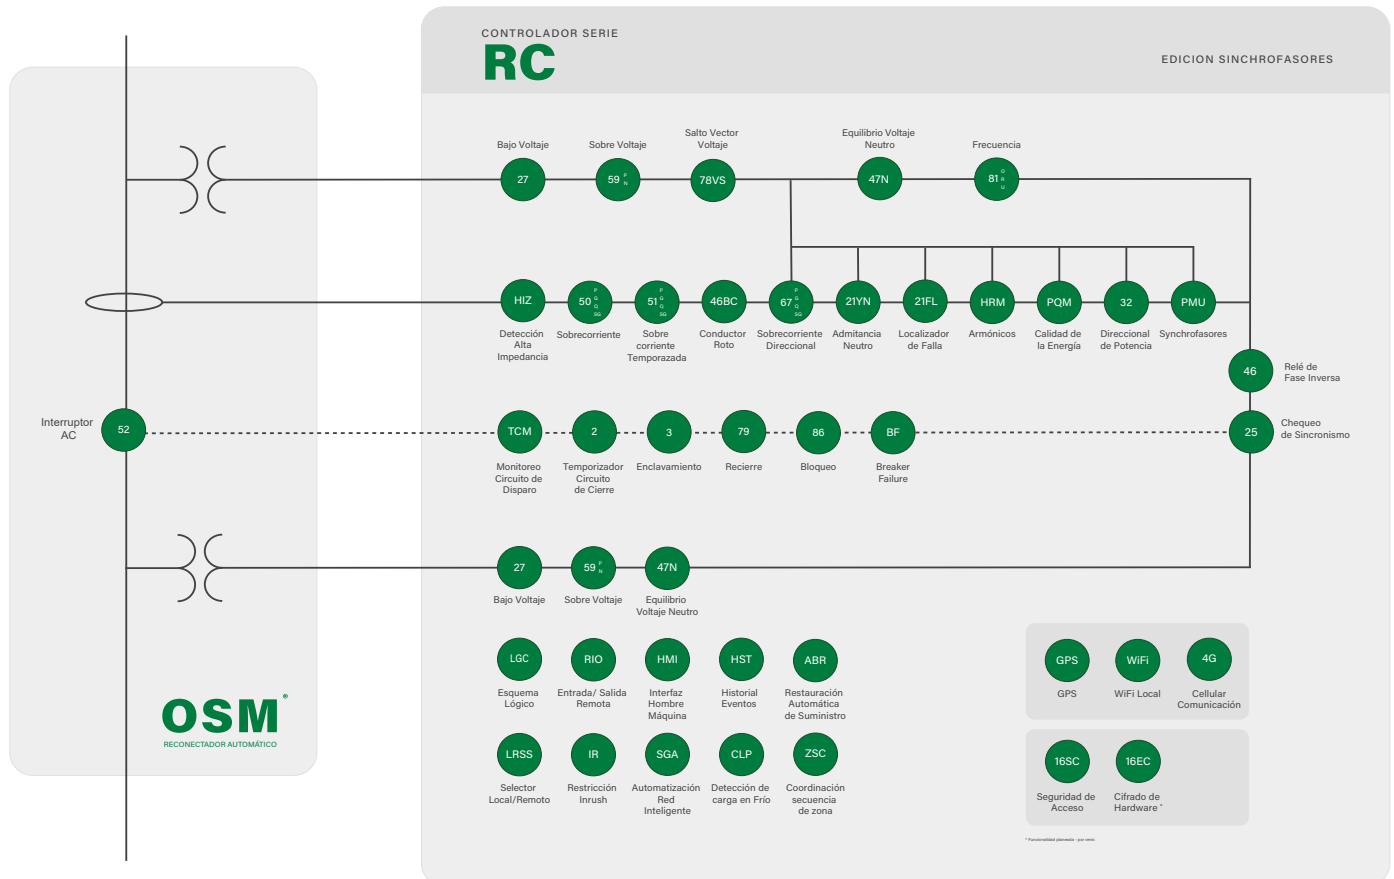 CONTROLADOR SERIE
RC
EDICION SINCHROFASORES
Bajo Voltaje
Sobre Voltaje
Salto Vector
Voltaje
Equilibrio Voltaje
Neutro
Frecuencia
27
59 P
N
78VS
47N
81 O
R
U
HIZ
50 P
G
Q
SG
51 P
G
Q
SG
46BC
67 P
G
Q
SG
21YN
21FL
HRM
PQM
32
PMU
Detección
Alta
Impedancia
Sobrecorriente
Sobre
corriente
Temporazada
Conductor
Roto
Sobrecorriente
Direccional
Admitancia
Neutro
Localizador
de Falla
Armónicos
Calidad de
la Energía
Direccional
de Potencia
Synchrofasores
46
Relé de
Fase Inversa
Interruptor
AC
52
TCM
2
3
79
86
BF
25
Chequeo
de Sincronismo
Monitoreo
Circuito de
Disparo
Temporizador
Circuito
de Cierre
Enclavamiento
Recierre
Bloqueo
Breaker
Failure
27
59 P
N
47N
Bajo Voltaje
Sobre Voltaje
Equilibrio
Voltaje Neutro
LGC
RIO
HMI
HST
ABR
Esquema
Lógico
Entrada/ Salida
Remota
Interfaz
Hombre
Máquina
Historial
Eventos
Restauración
Automática
de Suministro
GPS
WiFi
4G
GPS
WiFi Local
Cellular
Comunicación
OSM®
RECONECTADOR AUTOMÁTICO
LRSS
IR
SGA
CLP
ZSC
Selector
Local/Remoto
Restricción
Inrush
Automatización
Red
Inteligente
Detección de
carga en Frío
Coordinación
secuencia
de zona
16SC
16EC
Seguridad de
Acceso
Cifrado de
Hardware *
* Funcionalidad planeada - por venir.